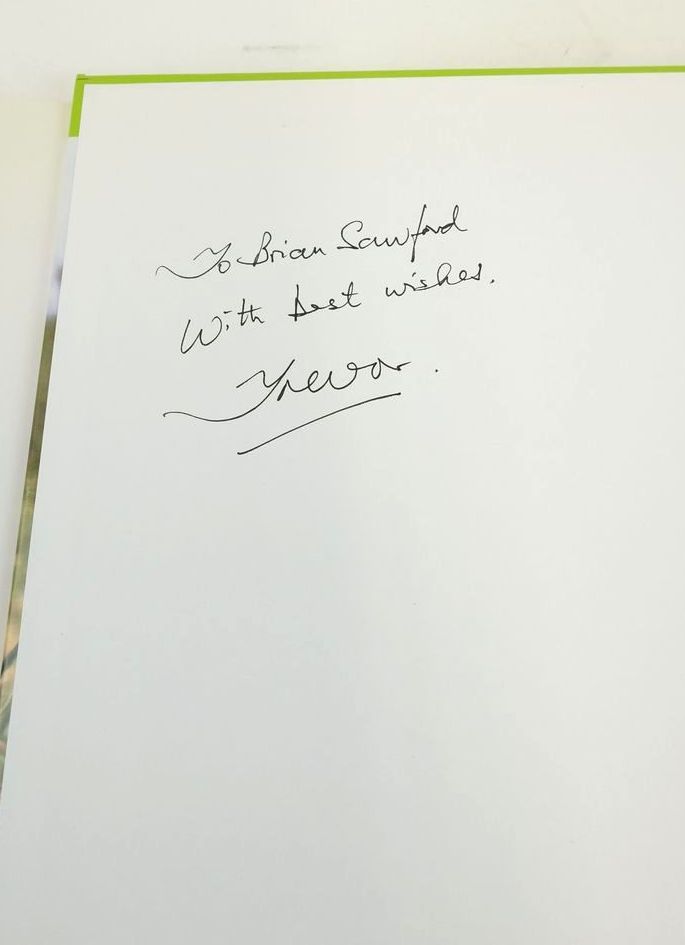 To Brian Sawford
With best wishes.
Trevor.